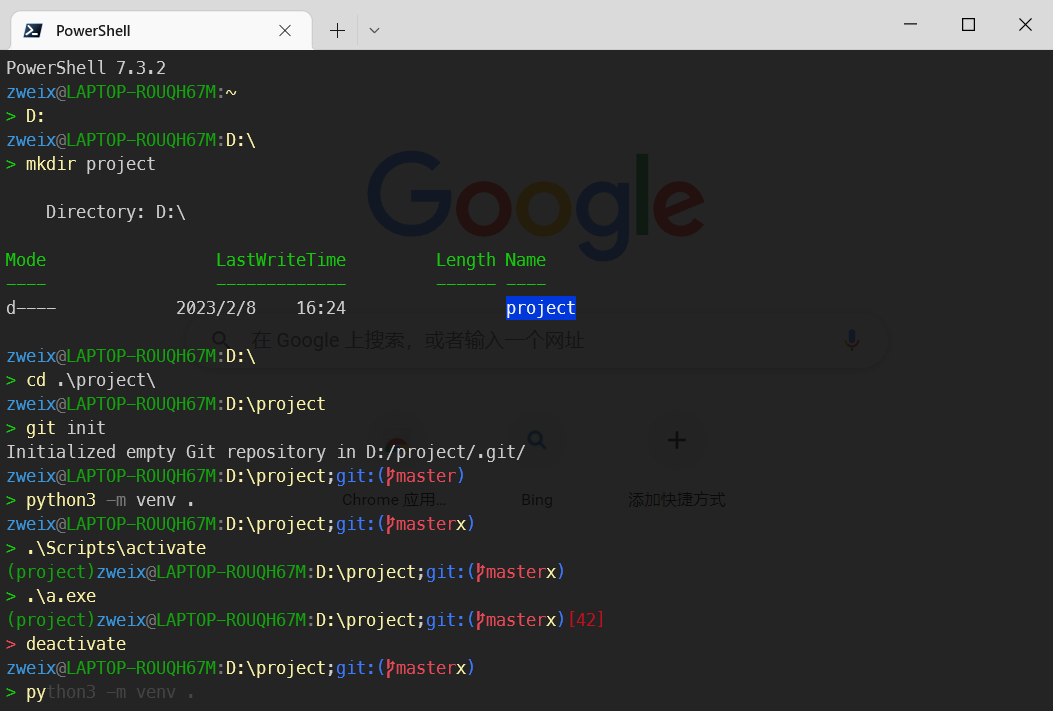 PowerShell
PowerShell 7.3.2
zweix@LAPTOP-ROUQH67M:~
> D:
zweix@LAPTOP-ROUQH67M:D:\
> mkdir project
Directory: D:\
Mode LastWriteTime Length Name
---- ------------- ------ ----
d---- 2023/2/8 16:24 project
Google
在 Google 上搜索，或者输入一个网址
zweix@LAPTOP-ROUQH67M:D:\
> cd .\project\
zweix@LAPTOP-ROUQH67M:D:\project
> git init
Initialized empty Git repository in D:/project/.git/
zweix@LAPTOP-ROUQH67M:D:\project;git:(master)
> python3 -m venv .
Chrome 应用... Bing 添加快捷方式
zweix@LAPTOP-ROUQH67M:D:\project;git:(masterx)
> .\Scripts\activate
(project)zweix@LAPTOP-ROUQH67M:D:\project;git:(masterx)
> .\a.exe
(project)zweix@LAPTOP-ROUQH67M:D:\project;git:(masterx)[42]
> deactivate
zweix@LAPTOP-ROUQH67M:D:\project;git:(masterx)
> python3 -m venv .